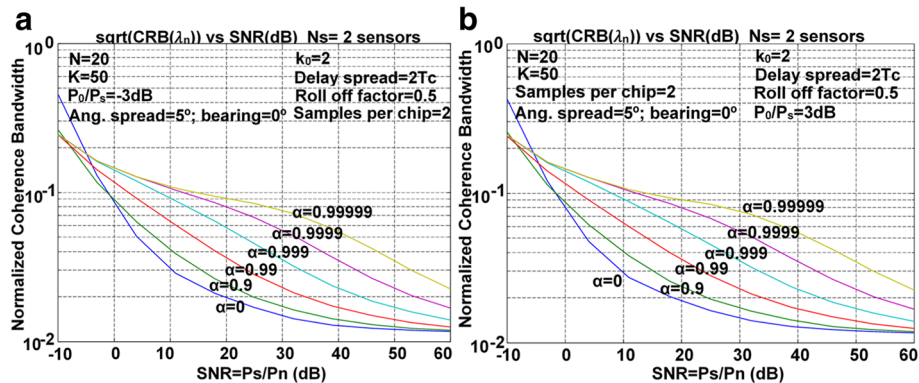 a
sqrt(CRB(λn)) vs SNR(dB) Ns= 2 sensors
10⁰
N=20
K=50
P₀/Pₛ=-3dB
Ang. spread=5º; bearing=0º
k₀=2
Delay spread=2Tc
Roll off factor=0.5
Samples per chip=2
Normalized Coherence Bandwidth
10⁻¹
α=0.99999
α=0.9999
α=0.999
α=0.99
α=0.9
α=0
10⁻²
-10 0 10 20 30 40 50 60
SNR=Ps/Pn (dB)
b
sqrt(CRB(λn)) vs SNR(dB) Ns= 2 sensors
10⁰
N=20
K=50
Samples per chip=2
Ang. spread=5º; bearing=0º
k₀=2
Delay spread=2Tc
Roll off factor=0.5
P₀/Pₛ=3dB
Normalized Coherence Bandwidth
10⁻¹
α=0.99999
α=0.9999
α=0.999
α=0.99
α=0.9
α=0
10⁻²
-10 0 10 20 30 40 50 60
SNR=Ps/Pn (dB)